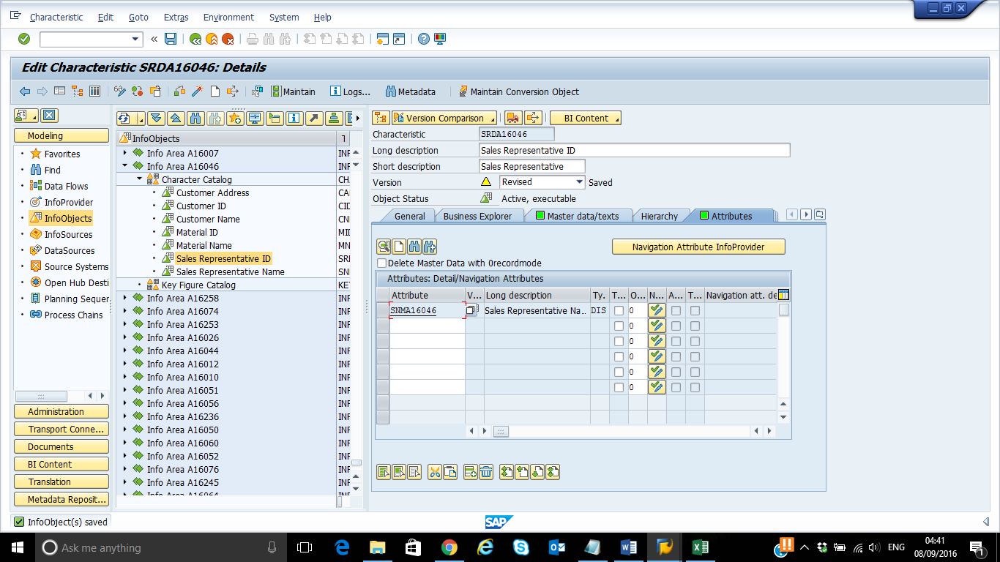 Characteristic Edit Goto Extras Environment System Help
Edit Characteristic SRDA16046: Details
Maintain Logs... Metadata Maintain Conversion Object
Modeling
Favorites
Find
Data Flows
InfoProvider
InfoObjects
InfoSources
DataSources
Source Systems
Open Hub Desti
Planning Sequer
Process Chains
Administration
Transport Conne...
Documents
BI Content
Translation
Metadata Reposit...
InfoObjects
Info Area A16007 INF
Info Area A16046 INF
Character Catalog CH
Customer Address CA
Customer ID CID
Customer Name CN
Material ID MID
Material Name MN
Sales Representative ID SR
Sales Representative Name SN
Key Figure Catalog KE
Info Area A16258 INF
Info Area A16074 INF
Info Area A16253 INF
Info Area A16026 INF
Info Area A16044 INF
Info Area A16012 INF
Info Area A16010 INF
Info Area A16051 INF
Info Area A16056 INF
Info Area A16236 INF
Info Area A16050 INF
Info Area A16060 INF
Info Area A16052 INF
Info Area A16076 INF
Info Area A16245 INF
Version Comparison BI Content
Characteristic SRDA16046
Long description Sales Representative ID
Short description Sales Representative
Version Revised Saved
Object Status Active, executable
General Business Explorer Master data/texts Hierarchy Attributes
Navigation Attribute InfoProvider
Delete Master Data with 0recordmode
Attributes: Detail/Navigation Attributes
Attribute V... Long description Ty. T... O... N... A... T... Navigation att. de
SNMA16046 Sales Representative Na... DIS 0
0
0
0
0
0
InfoObject(s) saved
SAP
Ask me anything
ENG
04:41
08/09/2016
1